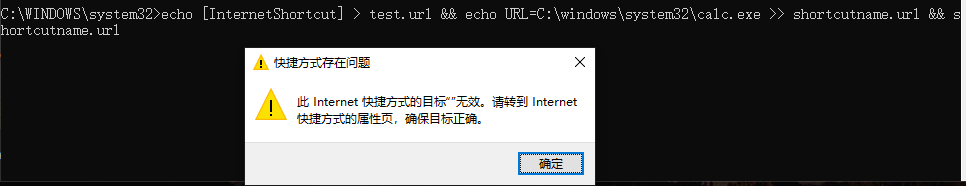 C:\WINDOWS\system32>echo [InternetShortcut] > test.url && echo URL=C:\windows\system32\calc.exe >> shortcutname.url && s
hortcutname.url
快捷方式存在问题
此 Internet 快捷方式的目标“”无效。请转到 Internet
快捷方式的属性页，确保目标正确。
确定